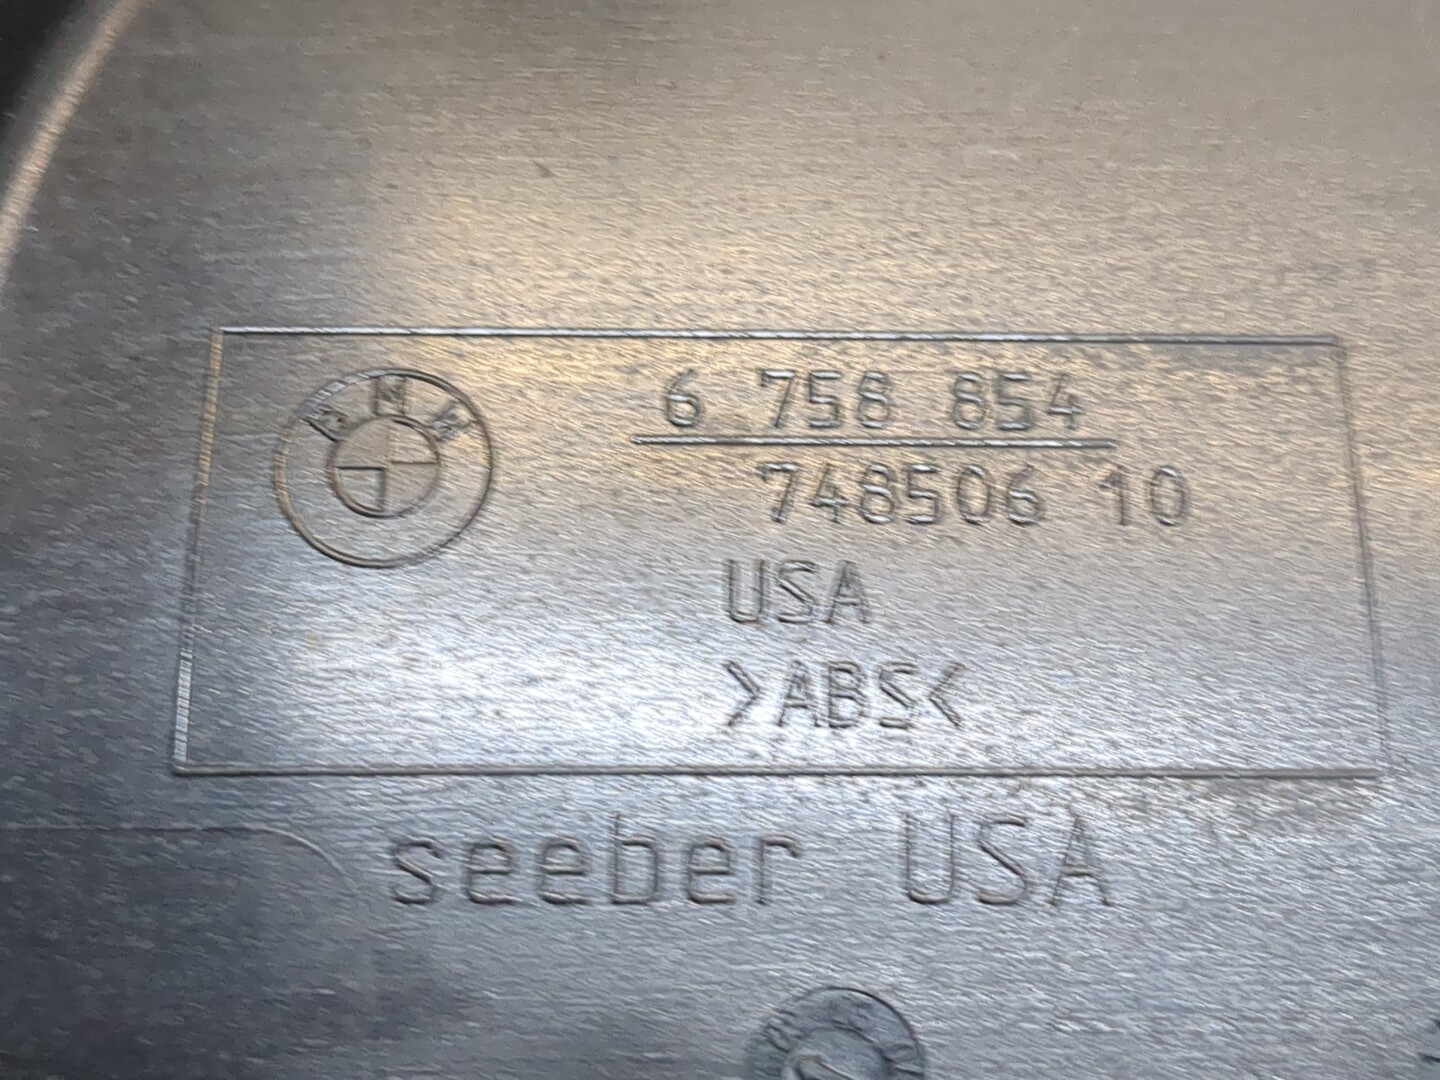 BMW
6 758 854
748506 10
USA
>ABS<
seeber USA